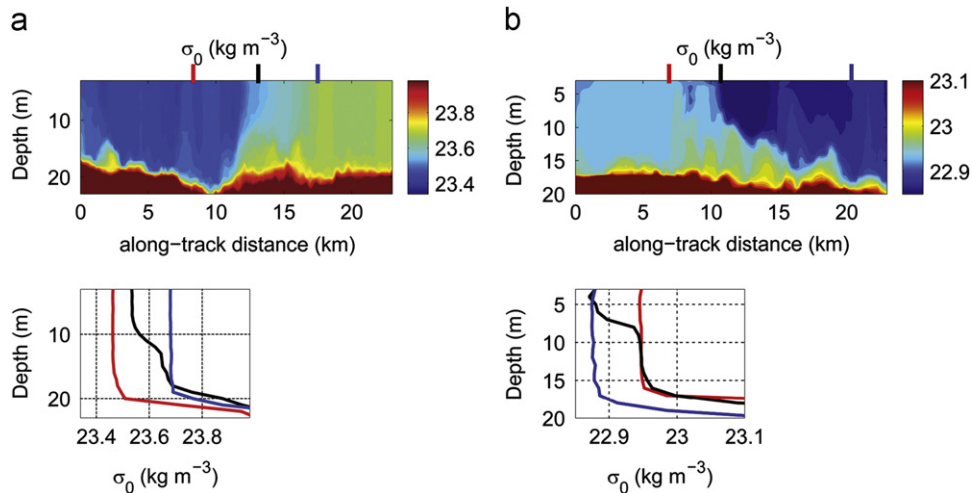 a
σ₀ (kg m⁻³)
Depth (m)
10
20
0 5 10 15 20
along−track distance (km)
23.8
23.6
23.4
Depth (m)
10
20
23.4 23.6 23.8
σ₀ (kg m⁻³)
b
σ₀ (kg m⁻³)
Depth (m)
5
10
15
20
0 5 10 15 20
along−track distance (km)
23.1
23
22.9
Depth (m)
5
10
15
20
22.9 23 23.1
σ₀ (kg m⁻³)